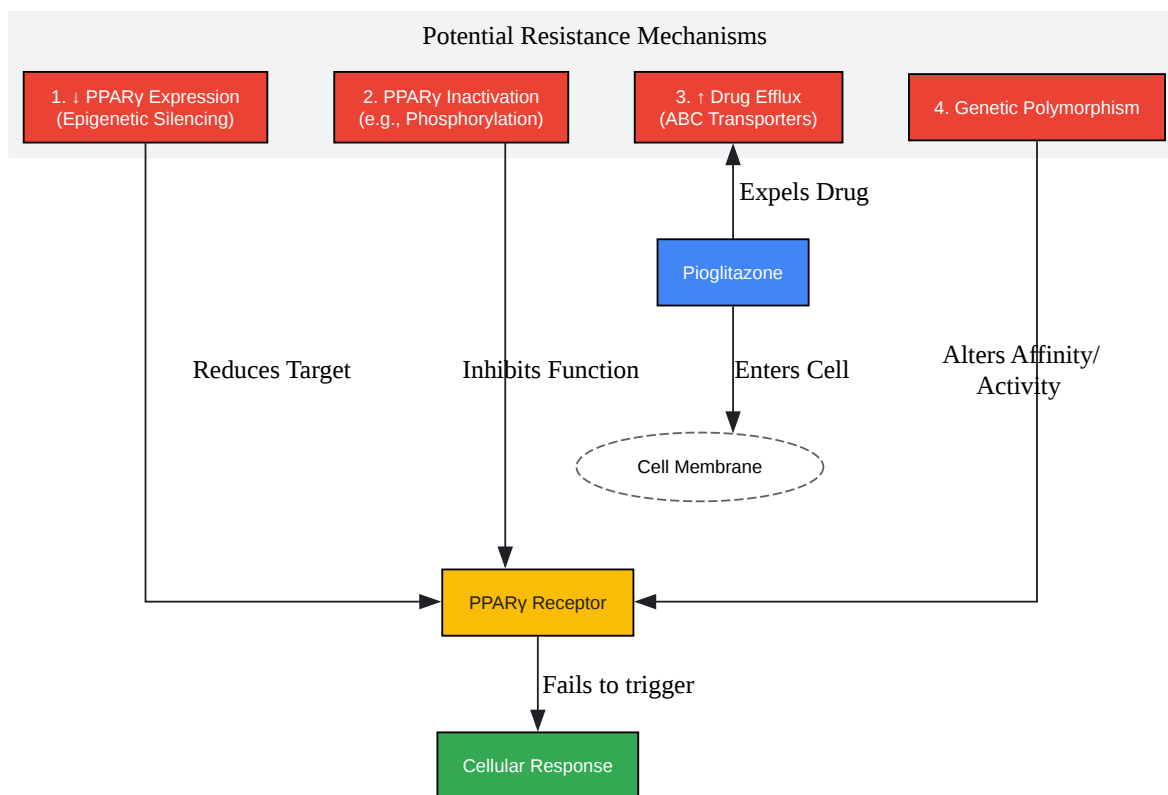 Potential Resistance Mechanisms
1. ↓ PPARγ Expression
(Epigenetic Silencing)
2. PPARγ Inactivation
(e.g., Phosphorylation)
3. ↑ Drug Efflux
(ABC Transporters)
4. Genetic Polymorphism
Expels Drug
Pioglitazone
Reduces Target
Inhibits Function
Enters Cell
Alters Affinity/
Activity
Cell Membrane
PPARγ Receptor
Fails to trigger
Cellular Response